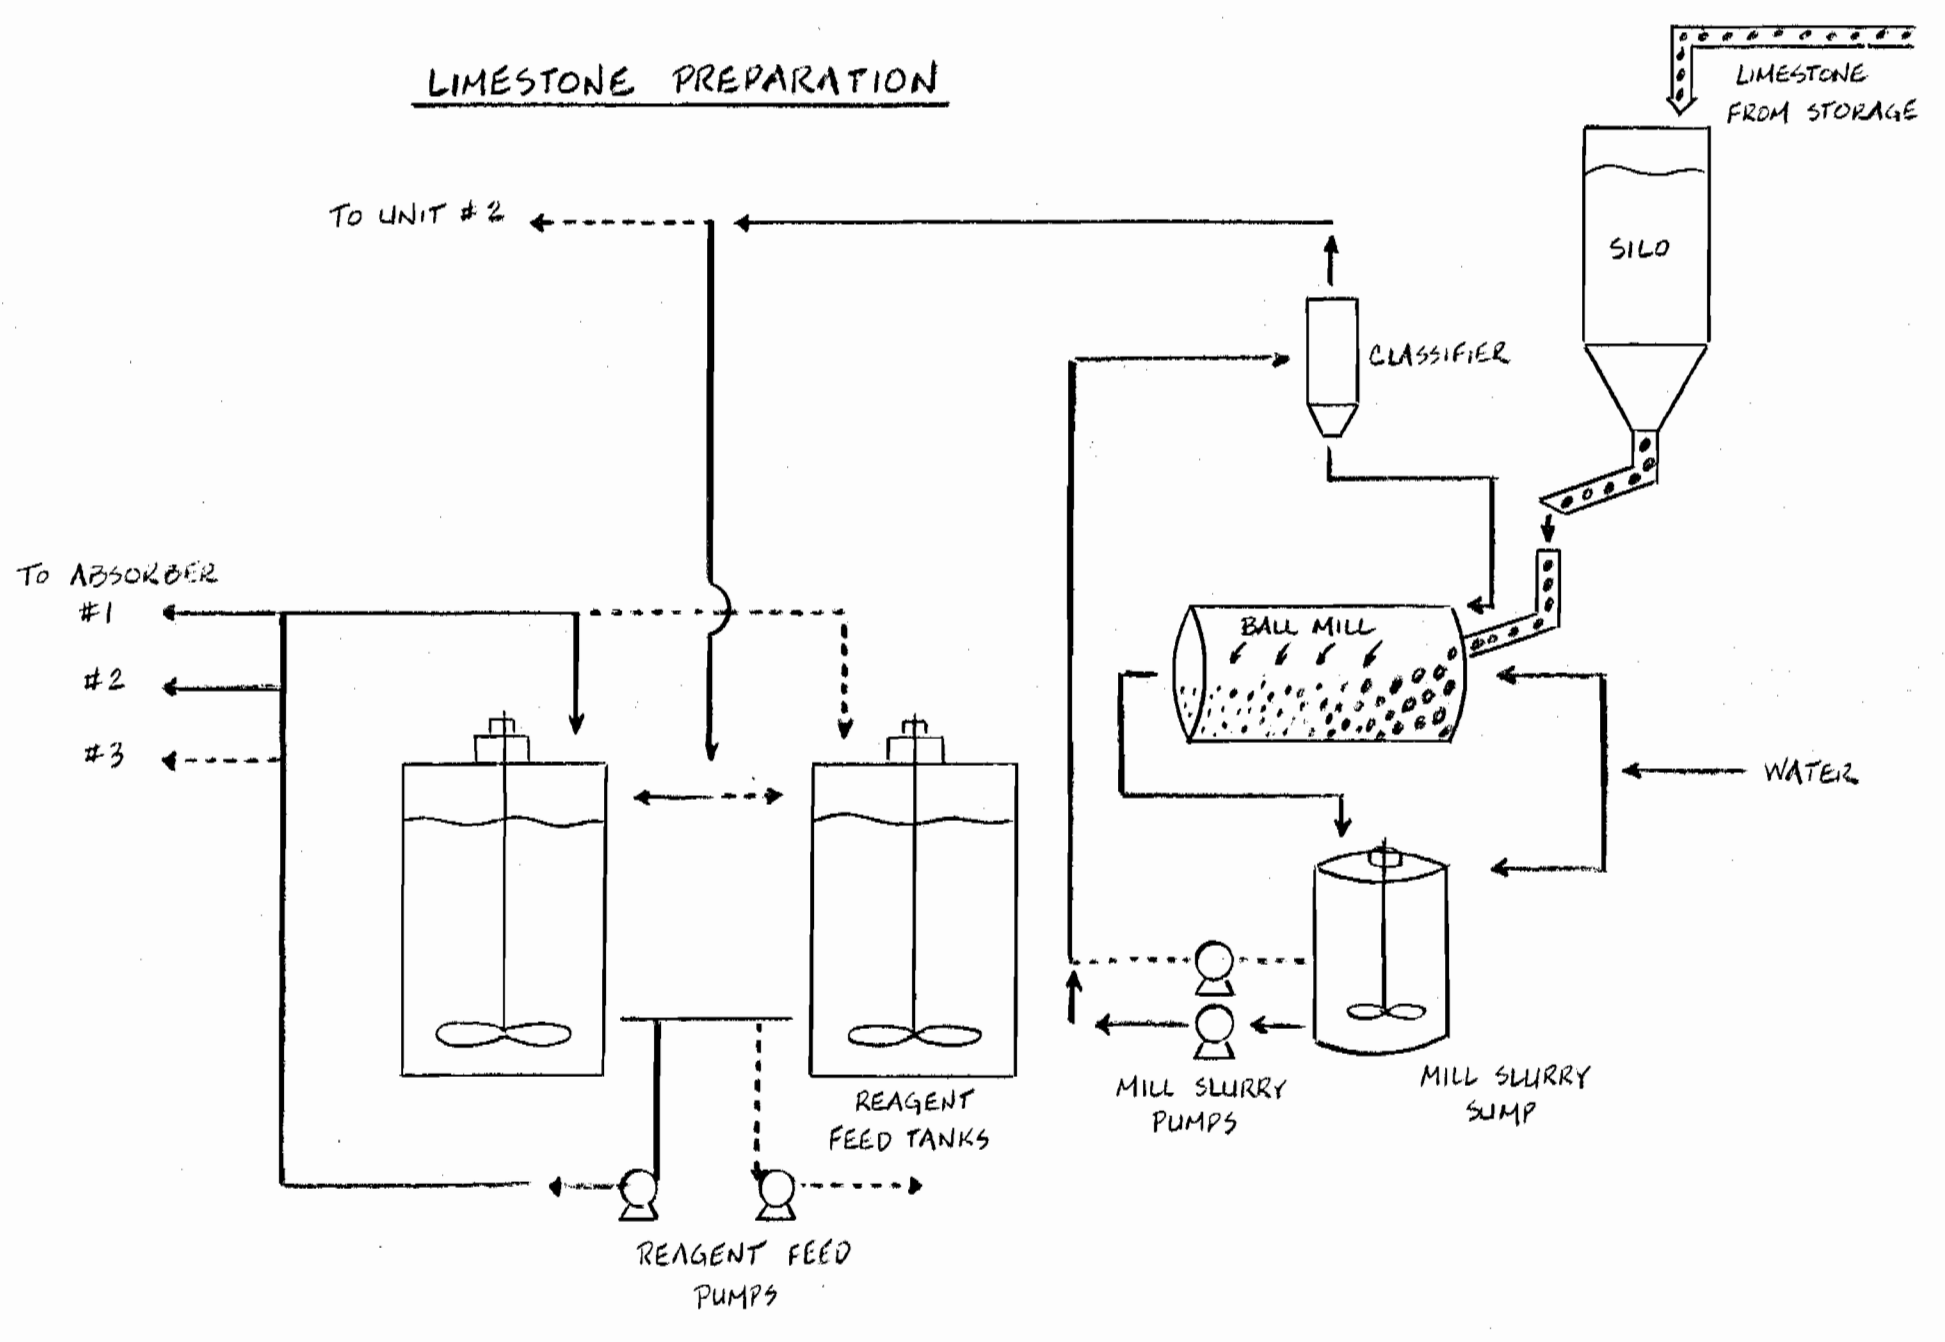 LIMESTONE PREPARATION
LIMESTONE
FROM STORAGE
TO UNIT #2
SILO
CLASSIFIER
TO ABSORBER
#1
#2
#3
BALL MILL
WATER
REAGENT
FEED TANKS
MILL SLURRY
PUMPS
MILL SLURRY
SUMP
REAGENT FEED
PUMPS